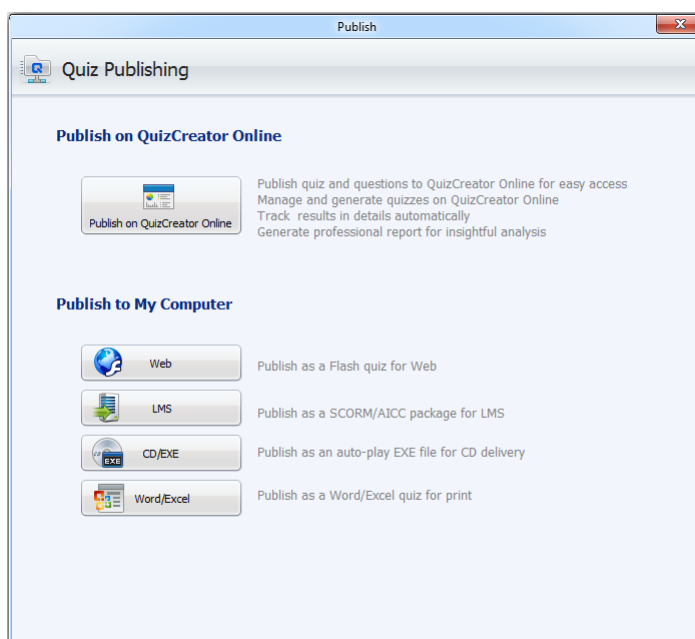 Publish
Quiz Publishing
Publish on QuizCreator Online
Publish on QuizCreator Online
Publish quiz and questions to QuizCreator Online for easy access
Manage and generate quizzes on QuizCreator Online
Track results in details automatically
Generate professional report for insightful analysis
Publish to My Computer
Web
Publish as a Flash quiz for Web
LMS
Publish as a SCORM/AICC package for LMS
EXE
CD/EXE
Publish as an auto-play EXE file for CD delivery
Word/Excel
Publish as a Word/Excel quiz for print